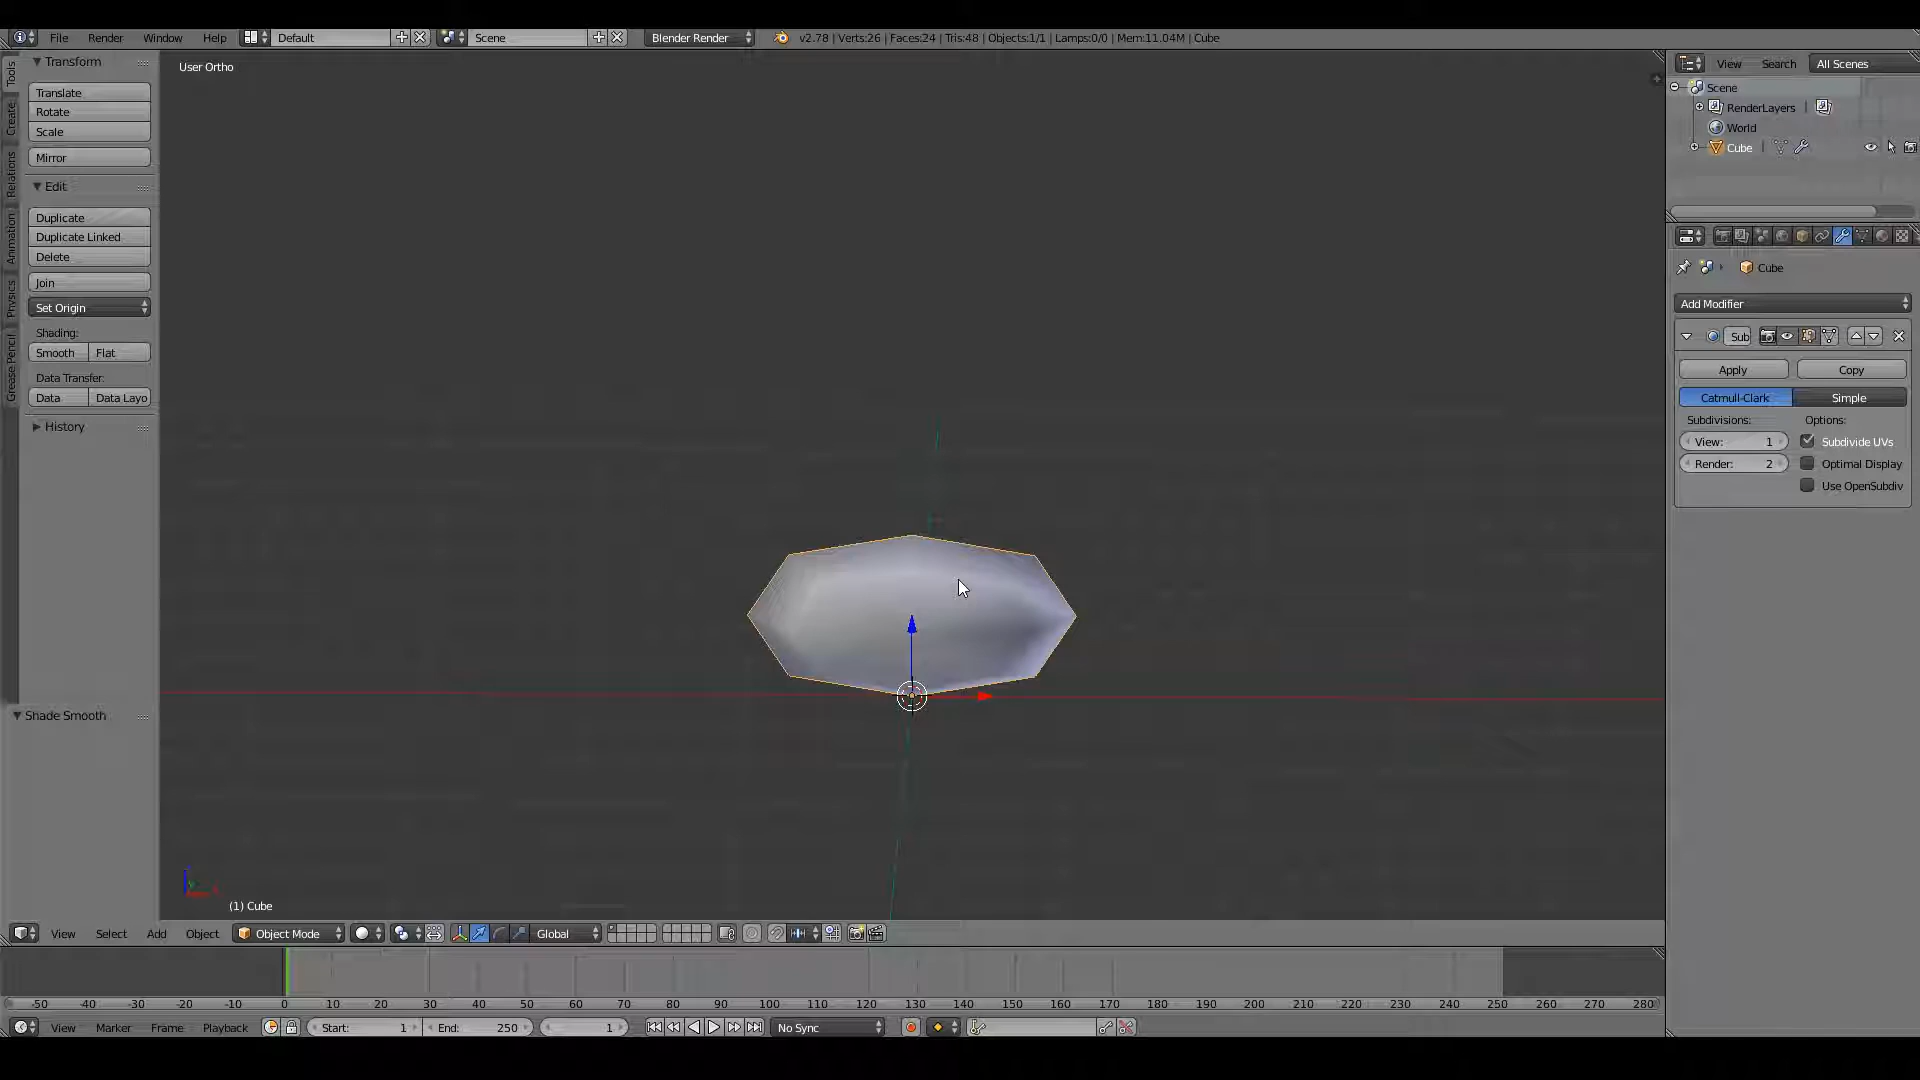 File Render Window Help Default Scene Blender Render v2.78 | Verts:26 | Faces:24 | Tris:48 | Objects:1/1 | Lamps:0/0 | Mem:11.04M | Cube
Tools
Create
Relations
Animation
Physics
Grease Pencil
Transform
Translate
Rotate
Scale
Mirror
Edit
Duplicate
Duplicate Linked
Delete
Join
Set Origin
Shading:
Smooth Flat
Data Transfer:
Data Data Layo
History
Shade Smooth
User Ortho
(1) Cube
View Search All Scenes
Scene
RenderLayers
World
Cube
Cube
Add Modifier
Sub
Apply Copy
Catmull-Clark Simple
Subdivisions: Options:
View: 1 Subdivide UVs
Render: 2 Optimal Display
Use OpenSubdiv
View Select Add Object Object Mode Global
-50 -40 -30 -20 -10 0 10 20 30 40 50 60 70 80 90 100 110 120 130 140 150 160 170 180 190 200 210 220 230 240 250 260 270 280
View Marker Frame Playback Start: 1 End: 250 1 No Sync